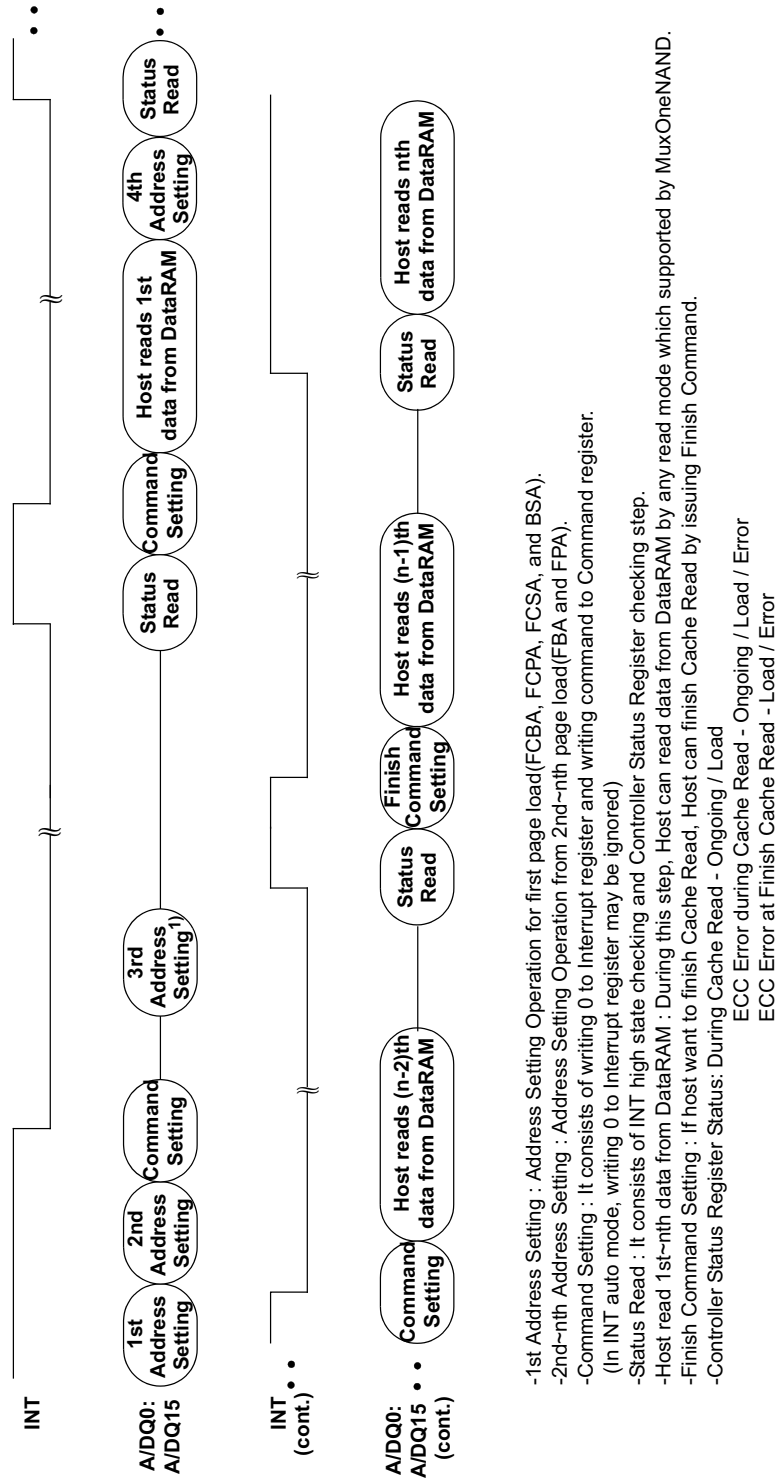 INT
A/DQ0:
A/DQ15
1st
Address
Setting
2nd
Address
Setting
Command
Setting
3rd
Address
Setting1)
Status
Read
Command
Setting
Host reads 1st
data from DataRAM
4th
Address
Setting
Status
Read
INT
(cont.)
A/DQ0:
A/DQ15
(cont.)
Command
Setting
Host reads (n-2)th
data from DataRAM
Status
Read
Finish
Command
Setting
Host reads (n-1)th
data from DataRAM
Status
Read
Host reads nth
data from DataRAM
-1st Address Setting : Address Setting Operation for first page load(FCBA, FCPA, FCSA, and BSA).
-2nd~nth Address Setting : Address Setting Operation from 2nd~nth page load(FBA and FPA).
-Command Setting : It consists of writing 0 to Interrupt register and writing command to Command register.
(In INT auto mode, writing 0 to Interrupt register may be ignored)
-Status Read : It consists of INT high state checking and Controller Status Register checking step.
-Host read 1st~nth data from DataRAM : During this step, Host can read data from DataRAM by any read mode which supported by MuxOneNAND.
-Finish Command Setting : If host want to finish Cache Read, Host can finish Cache Read by issuing Finish Command.
-Controller Status Register Status: During Cache Read - Ongoing / Load
ECC Error during Cache Read - Ongoing / Load / Error
ECC Error at Finish Cache Read - Load / Error